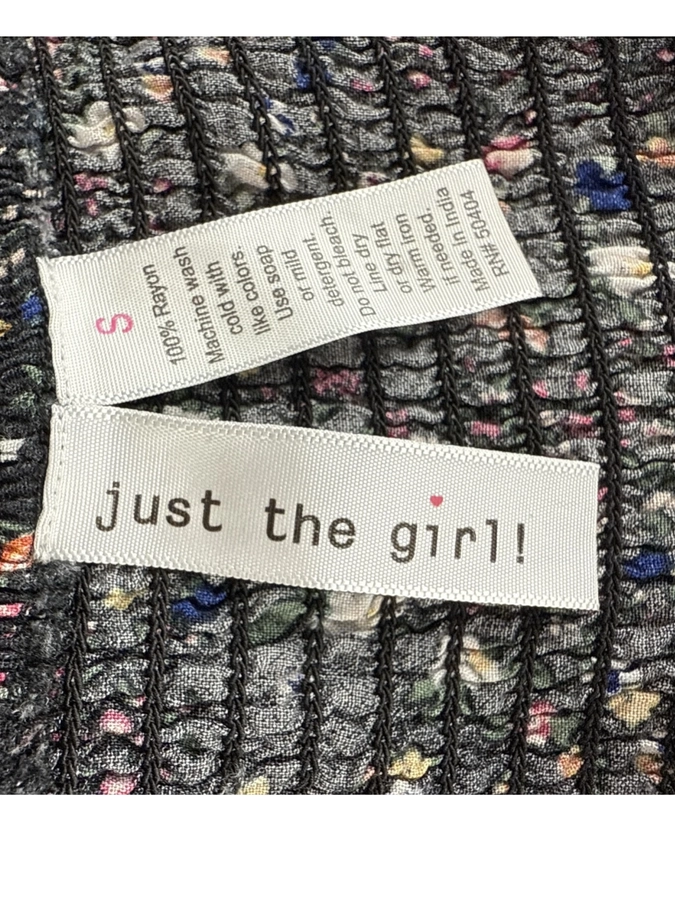 S
100% Rayon
Machine wash
cold with
like colors.
Use soap
or mild
detergent.
Do not bleach.
Line dry
or dry flat
Warm Iron
if needed.
Made in India
RN# 50404
just the girl!